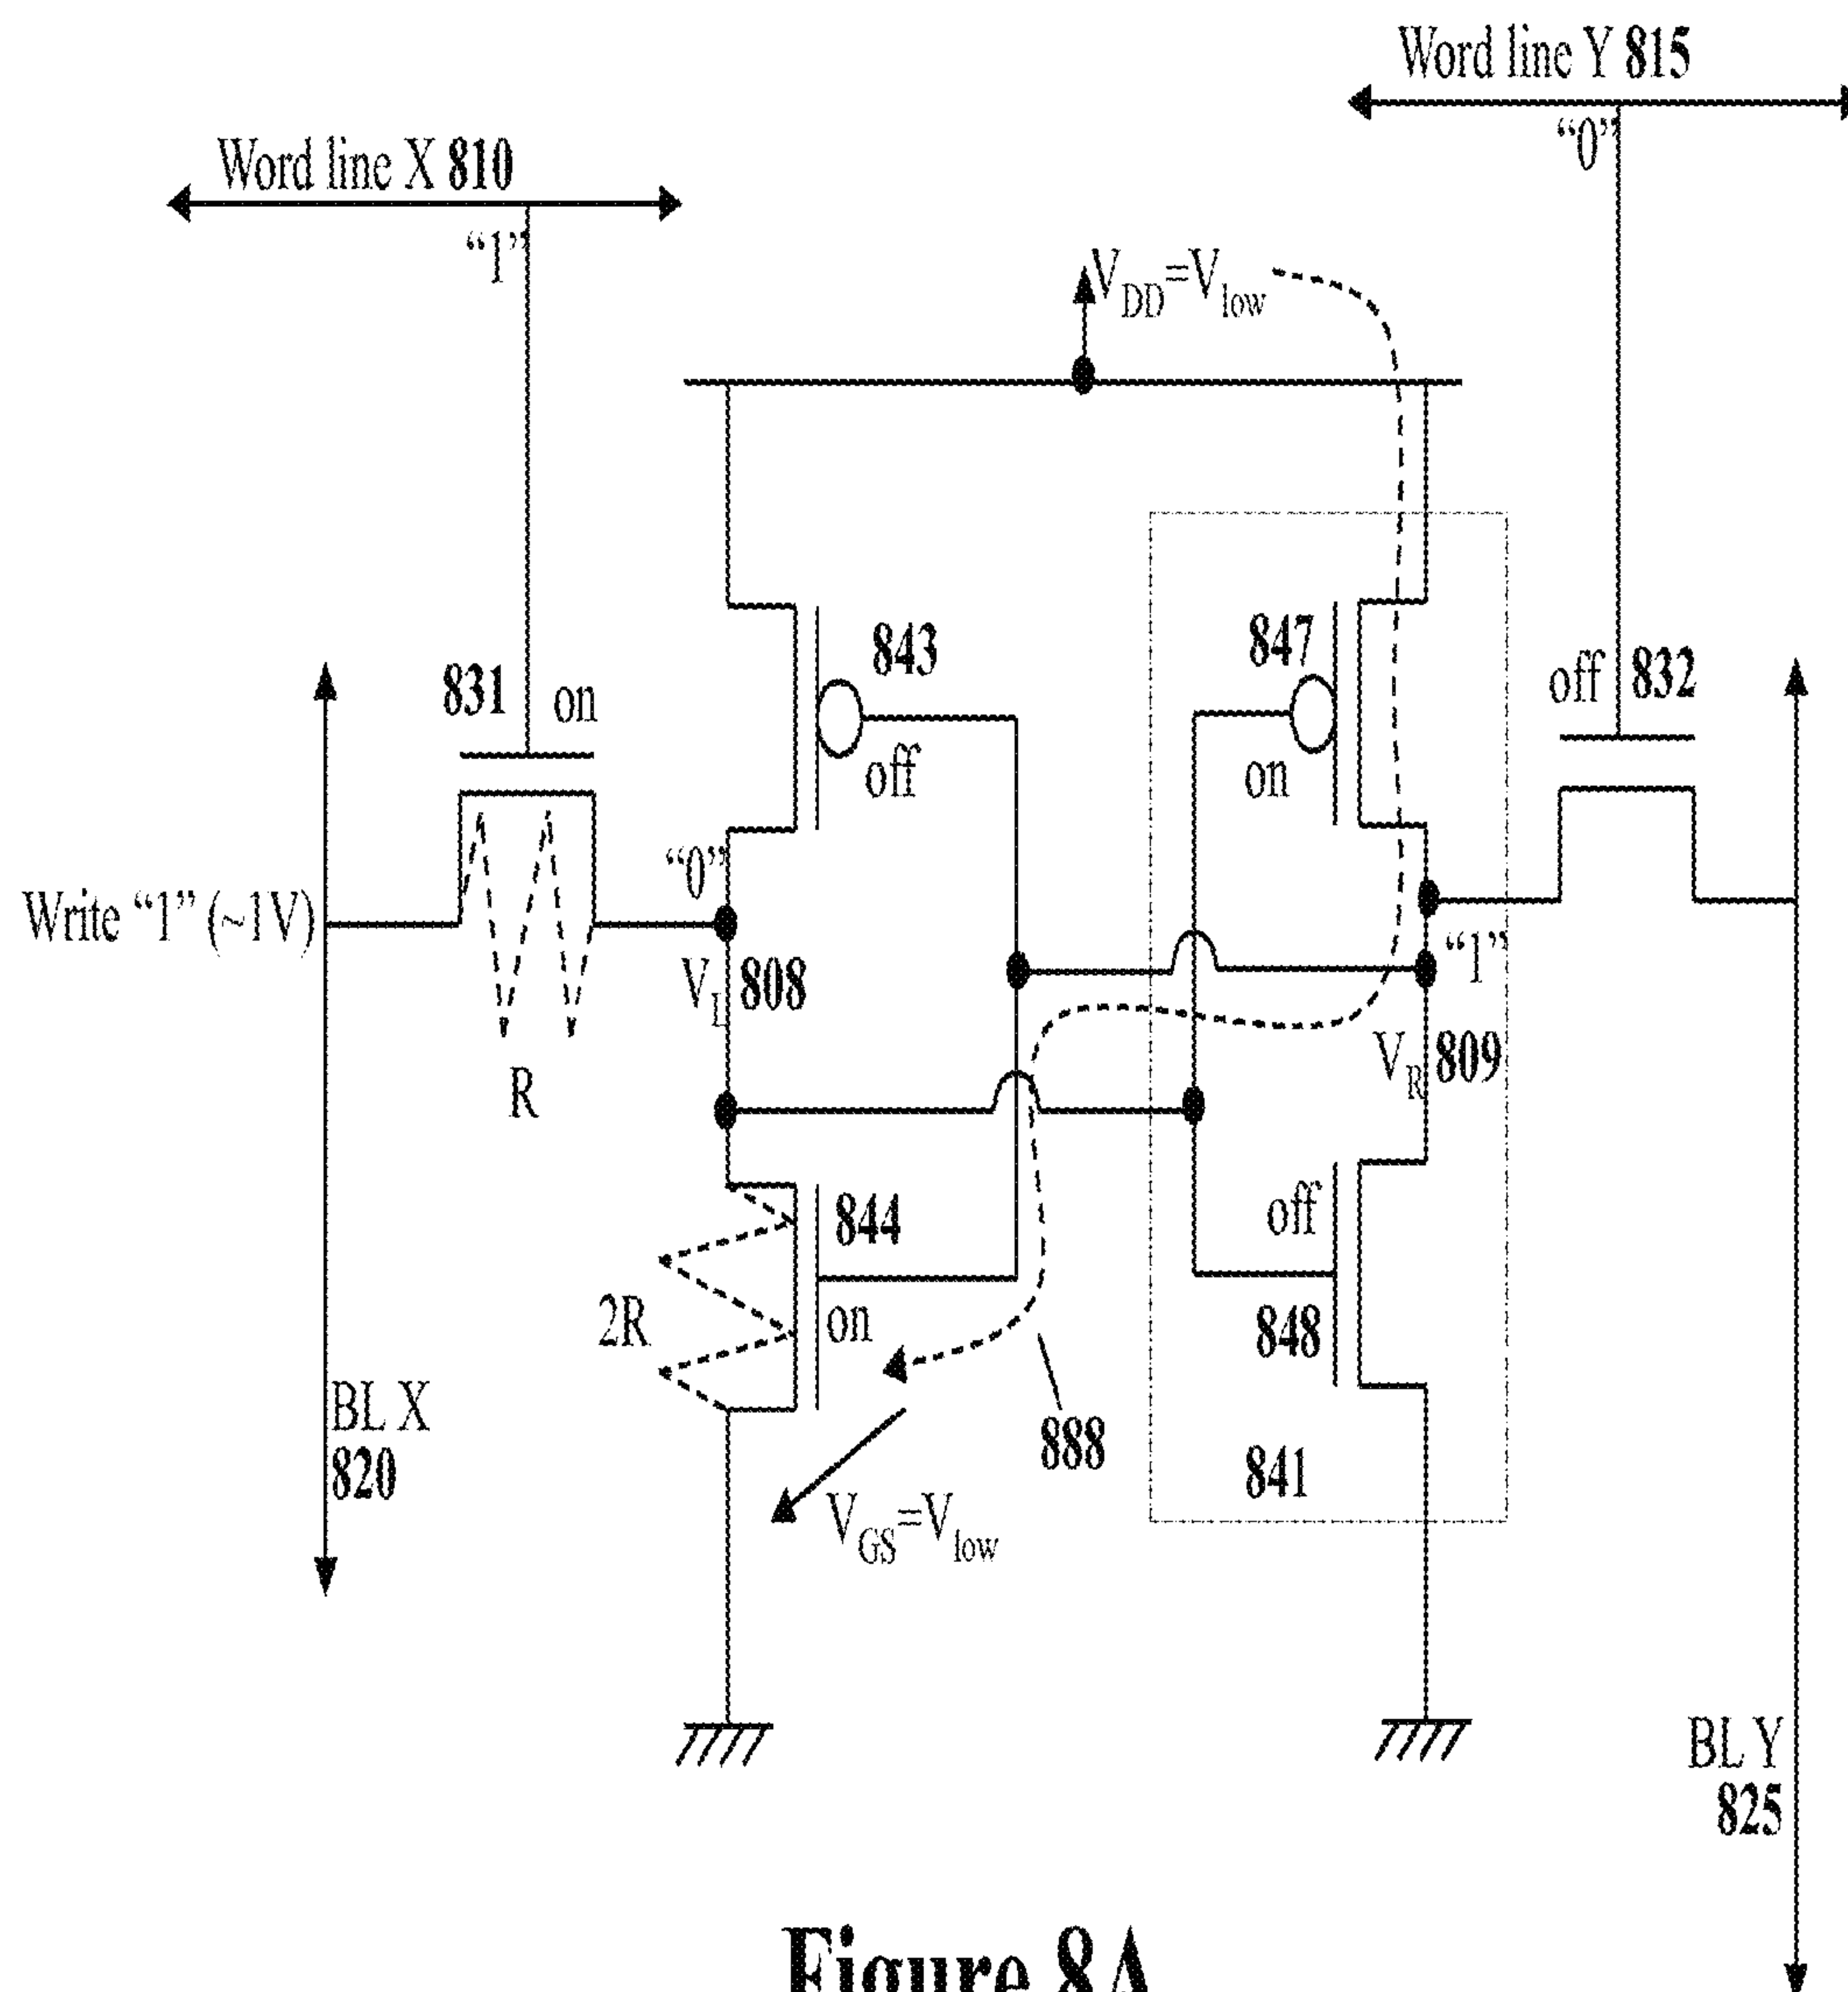 Word line Y 815
"0"
Word line X 810
"1"
VDD=Vlow
843
847
off 832
831 on
off
on
"0"
Write "1" (~1V)
"1"
VL 808
VR 809
R
844
off
2R
on
848
BL X
820
888
841
VGS=Vlow
BL Y
825
Figure 8A